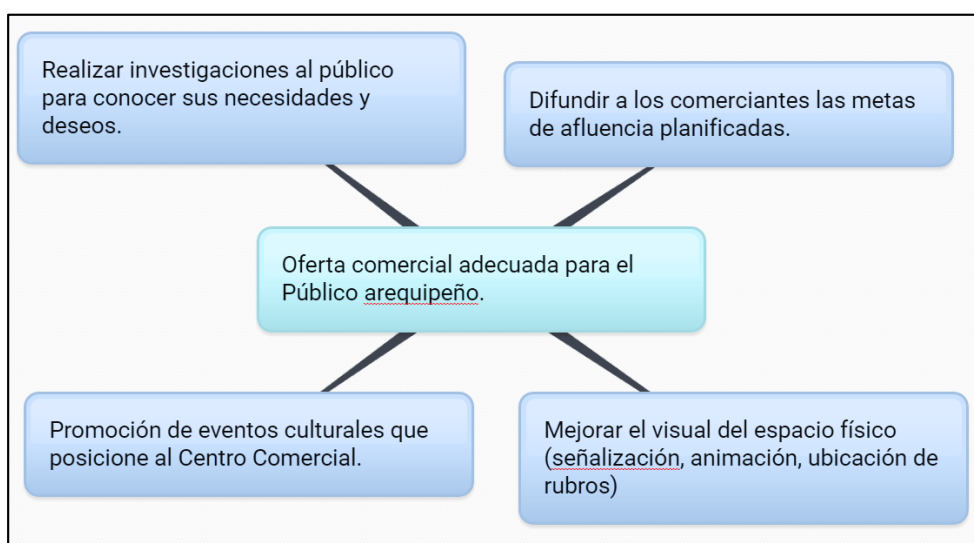 Realizar investigaciones al público
para conocer sus necesidades y
deseos.
Difundir a los comerciantes las metas
de afluencia planificadas.
Oferta comercial adecuada para el
Público arequipeño.
Promoción de eventos culturales que
posicione al Centro Comercial.
Mejorar el visual del espacio físico
(señalización, animación, ubicación de
rubros)